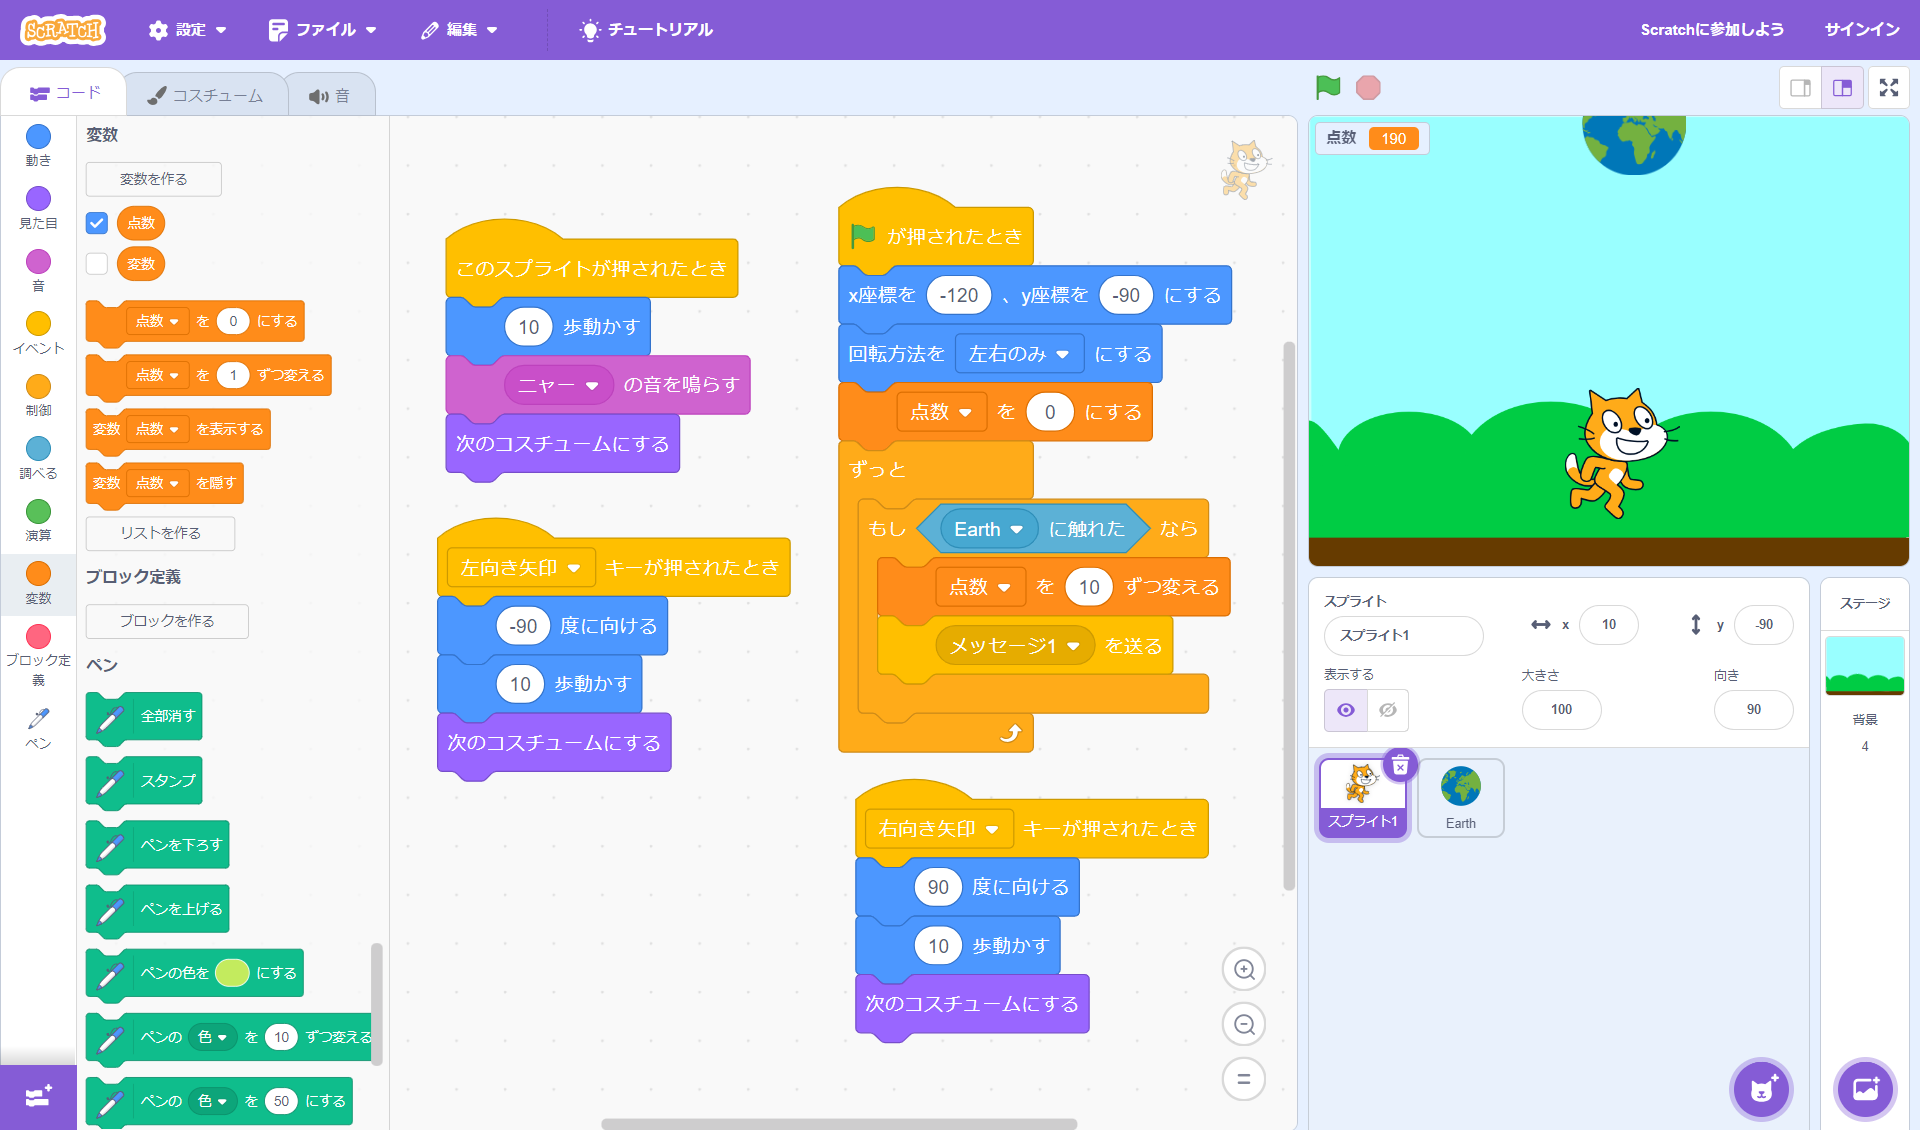 SCRATCH
設定
ファイル
編集
チュートリアル
Scratchに参加しよう
サインイン
コード
コスチューム
音
動き
見た目
音
イベント
制御
調べる
演算
変数
ブロック定
義
ペン
変数
変数を作る
点数
変数
点数 を 0 にする
点数 を 1 ずつ変える
変数 点数 を表示する
変数 点数 を隠す
リストを作る
ブロック定義
ブロックを作る
ペン
全部消す
スタンプ
ペンを下ろす
ペンを上げる
ペンの色を にする
ペンの 色 を 10 ずつ変える
ペンの 色 を 50 にする
このスプライトが押されたとき
10 歩動かす
ニャー の音を鳴らす
次のコスチュームにする
左向き矢印 キーが押されたとき
-90 度に向ける
10 歩動かす
次のコスチュームにする
が押されたとき
x座標を -120 、y座標を -90 にする
回転方法を 左右のみ にする
点数 を 0 にする
ずっと
もし Earth に触れた なら
点数 を 10 ずつ変える
メッセージ1 を送る
右向き矢印 キーが押されたとき
90 度に向ける
10 歩動かす
次のコスチュームにする
点数 190
スプライト
スプライト1
x 10
y -90
表示する
大きさ
100
向き
90
スプライト1
Earth
ステージ
背景
4